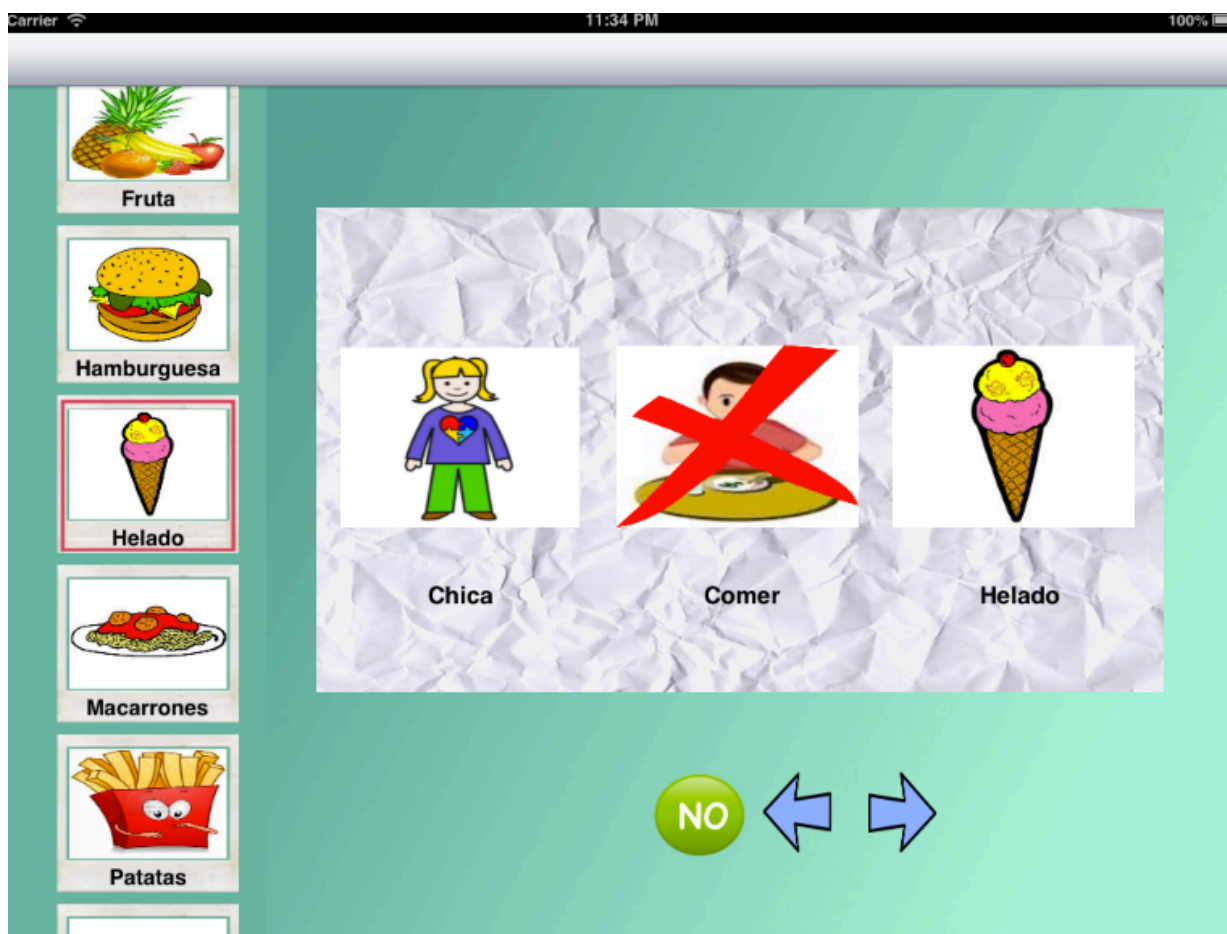 Carrier 11:34 PM 100%
Fruta
Hamburguesa
Helado
Macarrones
Patatas
Chica Comer Helado
NO